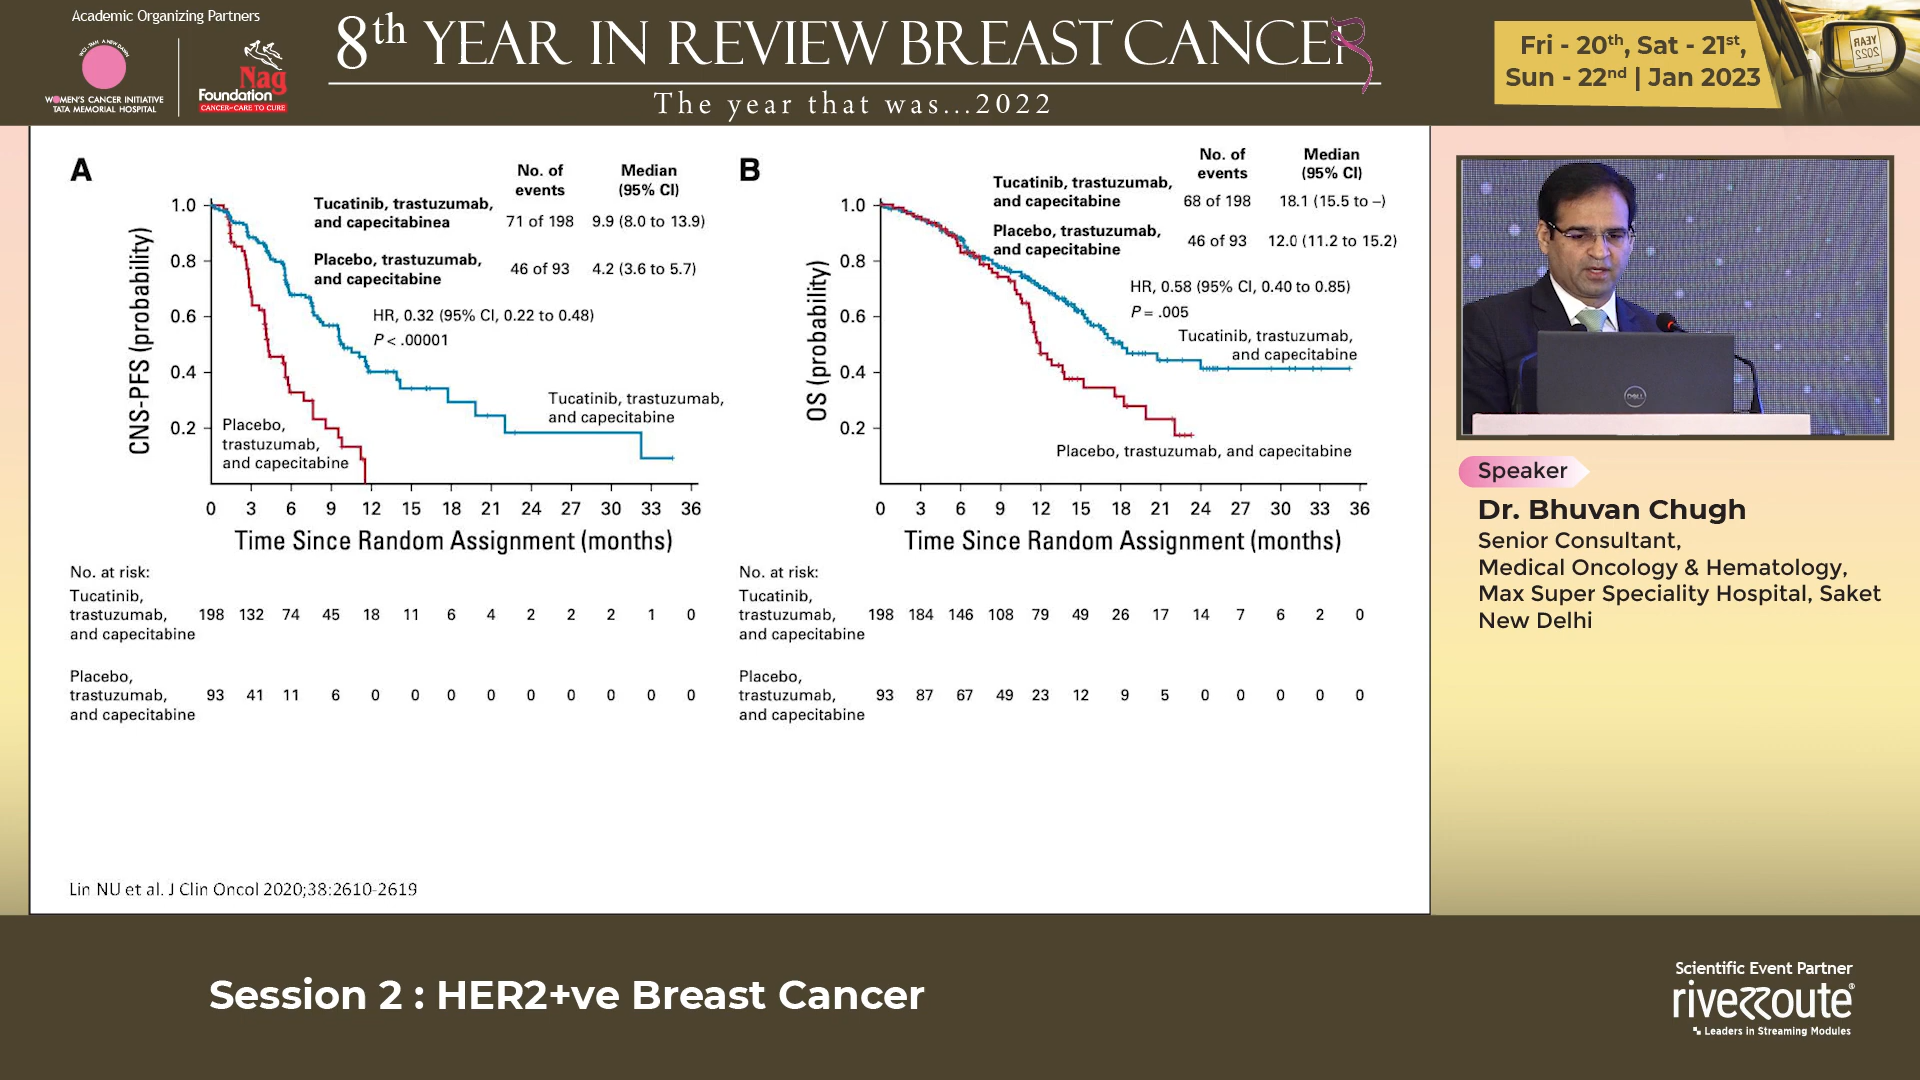 Academic Organizing Partners
WOMEN'S CANCER INITIATIVE
TATA MEMORIAL HOSPITAL
Nag
Foundation
CANCER-CARE TO CURE
8th YEAR IN REVIEW BREAST CANCER
The year that was...2022
Fri - 20th, Sat - 21st,
Sun - 22nd | Jan 2023
YEAR
2022
A
No. of events
Median (95% CI)
Tucatinib, trastuzumab,
and capecitabinea
71 of 198
9.9 (8.0 to 13.9)
Placebo, trastuzumab,
and capecitabine
46 of 93
4.2 (3.6 to 5.7)
HR, 0.32 (95% CI, 0.22 to 0.48)
P < .00001
CNS-PFS (probability)
1.0
0.8
0.6
0.4
0.2
Tucatinib, trastuzumab,
and capecitabine
Placebo,
trastuzumab,
and capecitabine
0 3 6 9 12 15 18 21 24 27 30 33 36
Time Since Random Assignment (months)
No. at risk:
Tucatinib,
trastuzumab, 198 132 74 45 18 11 6 4 2 2 2 1 0
and capecitabine
Placebo,
trastuzumab, 93 41 11 6 0 0 0 0 0 0 0 0 0
and capecitabine
B
No. of events
Median (95% CI)
Tucatinib, trastuzumab,
and capecitabine
68 of 198
18.1 (15.5 to –)
Placebo, trastuzumab,
and capecitabine
46 of 93
12.0 (11.2 to 15.2)
HR, 0.58 (95% CI, 0.40 to 0.85)
P = .005
OS (probability)
1.0
0.8
0.6
0.4
0.2
Tucatinib, trastuzumab,
and capecitabine
Placebo, trastuzumab, and capecitabine
0 3 6 9 12 15 18 21 24 27 30 33 36
Time Since Random Assignment (months)
No. at risk:
Tucatinib,
trastuzumab, 198 184 146 108 79 49 26 17 14 7 6 2 0
and capecitabine
Placebo,
trastuzumab, 93 87 67 49 23 12 9 5 0 0 0 0 0
and capecitabine
Lin NU et al. J Clin Oncol 2020;38:2610-2619
DELL
Speaker
Dr. Bhuvan Chugh
Senior Consultant,
Medical Oncology & Hematology,
Max Super Speciality Hospital, Saket
New Delhi
Session 2 : HER2+ve Breast Cancer
Scientific Event Partner
riverroute®
Leaders in Streaming Modules